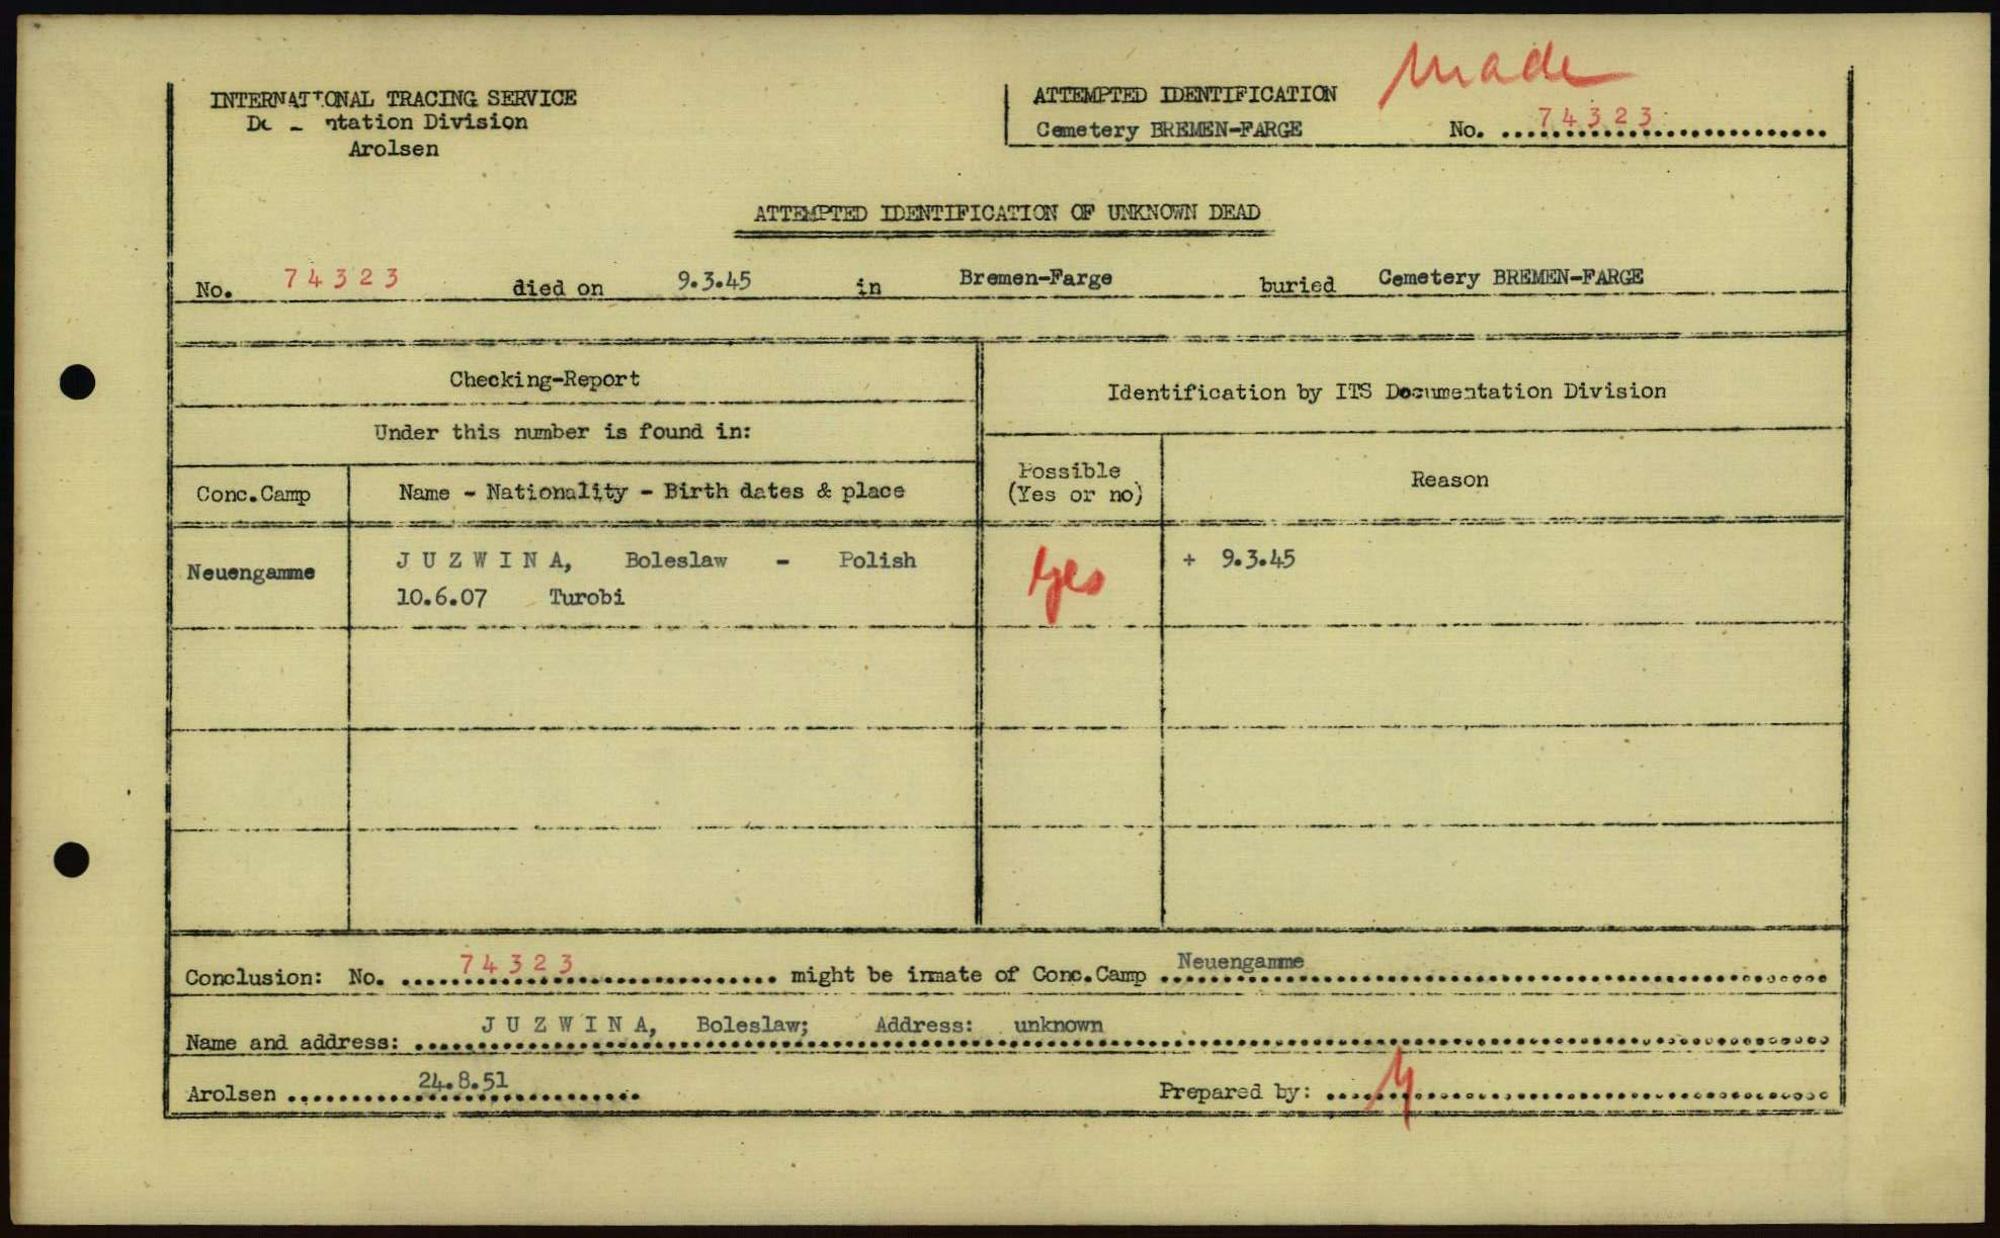 made
INTERNATIONAL TRACING SERVICE
ntation Division
Arolsen
ATTEMPTED IDENTIFICATION
Cemetery BREMEN-FARGE No. 74323
ATTEMPTED IDENTIFICATION OF UNKNOWN DEAD
No. 74323 died on 9.3.45 in Bremen-Farge buried Cemetery BREMEN-FARGE
Checking-Report
Identification by ITS Documentation Division
Under this number is found in:
Conc.Camp Name - Nationality - Birth dates & place
Possible
(Yes or no)
Reason
Neuengamme
J U Z W I N A, Boleslaw - Polish
10.6.07 Turobi
yes
+ 9.3.45
Conclusion: No. 74323 might be inmate of Conc.Camp Neuengamme
Name and address: J U Z W I N A, Boleslaw; Address: unknown
Arolsen 24.8.51 Prepared by: